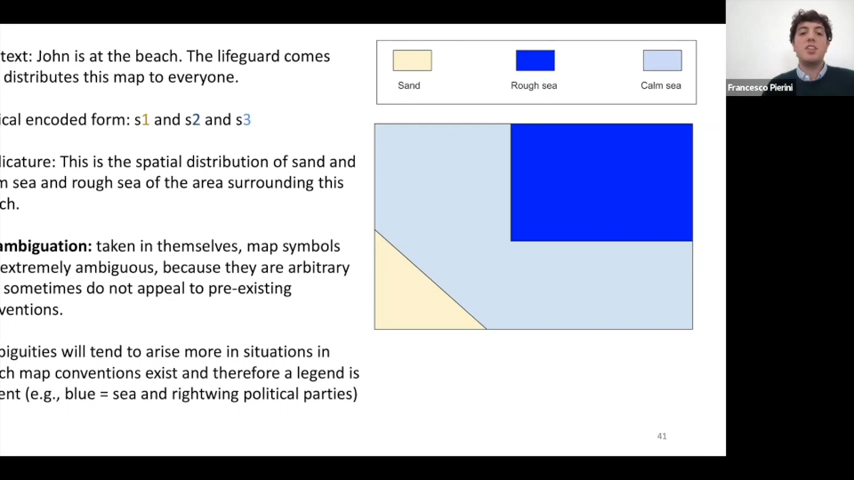 text: John is at the beach. The lifeguard comes
distributes this map to everyone.
ical encoded form: s1 and s2 and s3
licature: This is the spatial distribution of sand and
m sea and rough sea of the area surrounding this
ch.
ambiguation: taken in themselves, map symbols
extremely ambiguous, because they are arbitrary
sometimes do not appeal to pre-existing
ventions.
biguities will tend to arise more in situations in
ch map conventions exist and therefore a legend is
ent (e.g., blue = sea and rightwing political parties)
Sand
Rough sea
Calm sea
41
Francesco Pierini